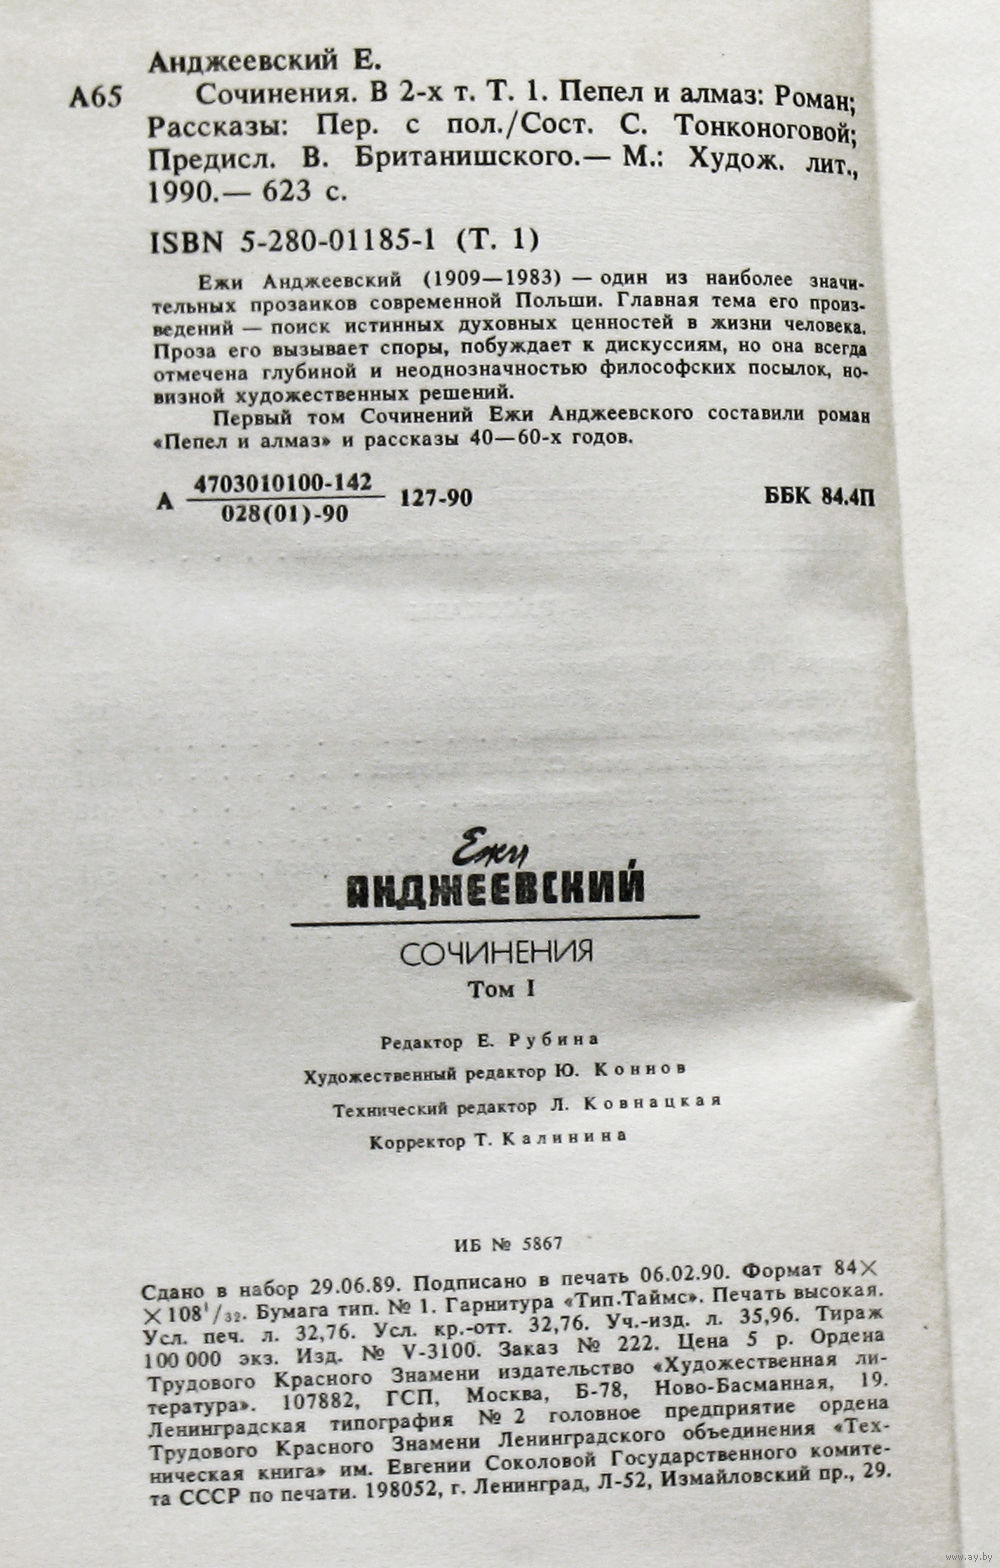 Анджеевский Е.
А65 Сочинения. В 2-х т. Т. 1. Пепел и алмаз: Роман;
Рассказы: Пер. с пол./Сост. С. Тонконоговой;
Предисл. В. Британишского.— М.: Худож. лит.,
1990.— 623 с.
ISBN 5-280-01185-1 (Т. 1)
Ежи Анджеевский (1909—1983) — один из наиболее значи-
тельных прозаиков современной Польши. Главная тема его произ-
ведений — поиск истинных духовных ценностей в жизни человека.
Проза его вызывает споры, побуждает к дискуссиям, но она всегда
отмечена глубиной и неоднозначностью философских посылок, но-
визной художественных решений.
Первый том Сочинений Ежи Анджеевского составили роман
«Пепел и алмаз» и рассказы 40—60-х годов.
4703010100-142
А 127-90 ББК 84.4П
028(01)-90
Ежи
АНДЖЕЕВСКИЙ
СОЧИНЕНИЯ
Том I
Редактор Е. Рубина
Художественный редактор Ю. Коннов
Технический редактор Л. Ковнацкая
Корректор Т. Калинина
ИБ № 5867
Сдано в набор 29.06.89. Подписано в печать 06.02.90. Формат 84×
×108¹/₃₂. Бумага тип. № 1. Гарнитура «Тип.Таймс». Печать высокая.
Усл. печ. л. 32,76. Усл. кр.-отт. 32,76. Уч.-изд. л. 35,96. Тираж
100 000 экз. Изд. № V-3100. Заказ № 222. Цена 5 р. Ордена
Трудового Красного Знамени издательство «Художественная ли-
тература». 107882, ГСП, Москва, Б-78, Ново-Басманная, 19.
Ленинградская типография № 2 головное предприятие ордена
Трудового Красного Знамени Ленинградского объединения «Тех-
ническая книга» им. Евгении Соколовой Государственного комите-
та СССР по печати. 198052, г. Ленинград, Л-52, Измайловский пр., 29.
www.ay.by